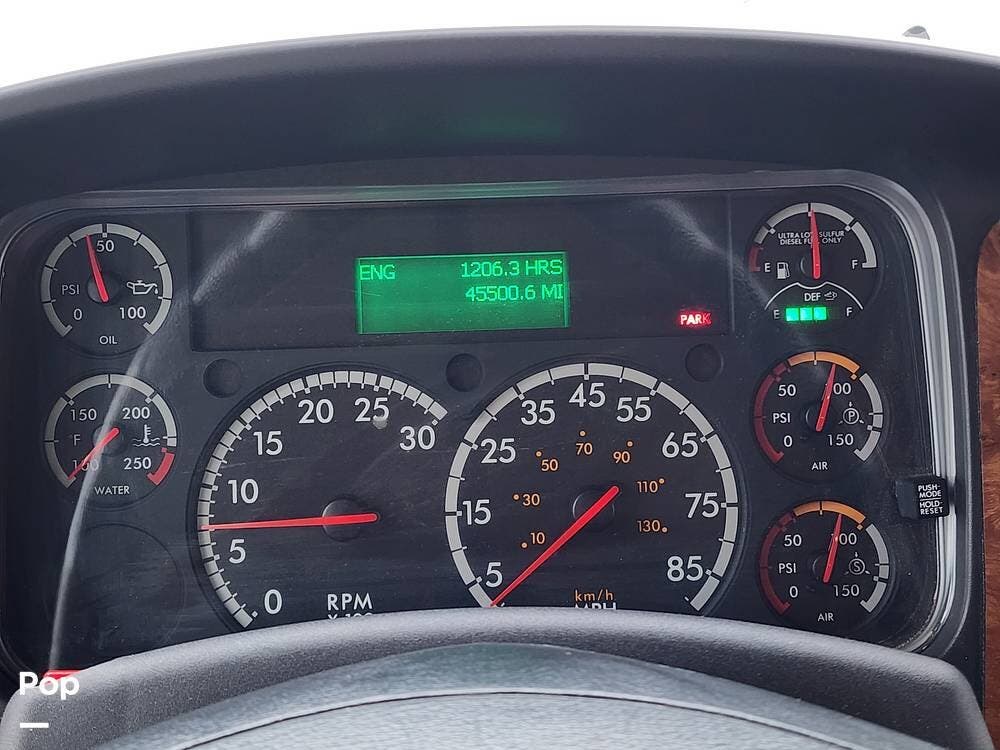 50
PSI
0 100
OIL
150 200
F
100 250
WATER
ENG 1206.3 HRS
45500.6 MI
PARK
0
5
10
15
20
25
30
RPM
5
15
25
35
45
55
65
75
85
10
30
50
70
90
110
130
km/h
MPH
ULTRA LOW SULFUR
DIESEL FUEL ONLY
E F
DEF
E F
50 100
PSI P
0 150
AIR
50 100
PSI S
0 150
AIR
PUSH-
MODE
HOLD-
RESET
Pop